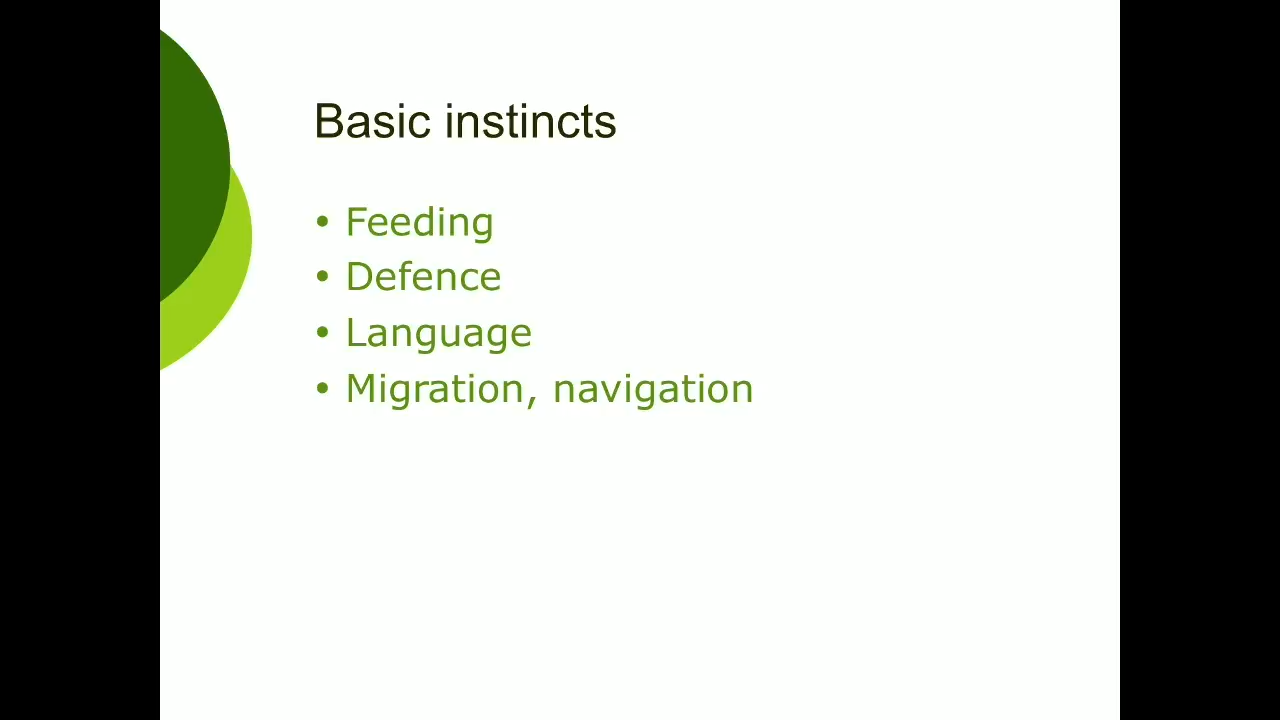 Basic instincts
• Feeding
• Defence
• Language
• Migration, navigation